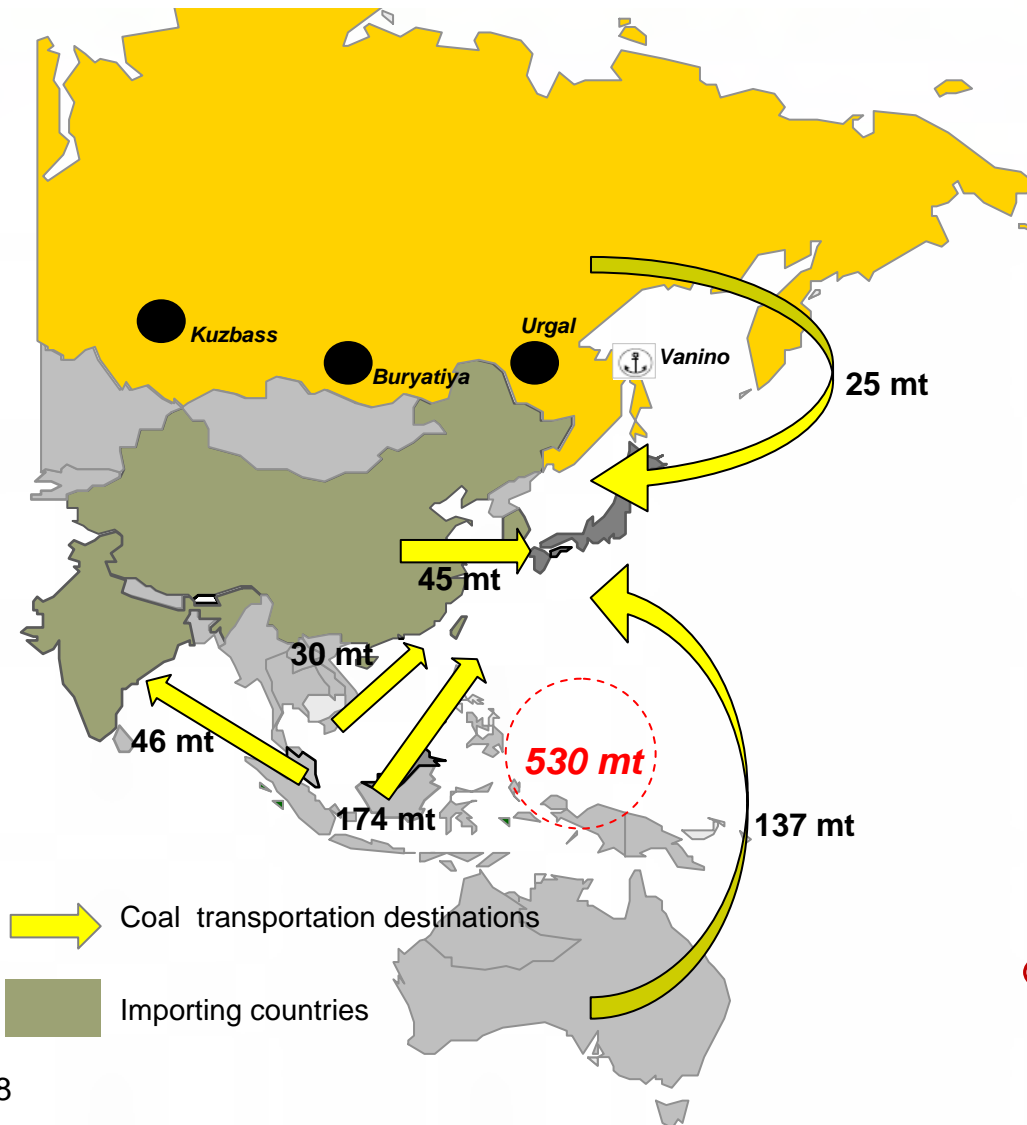 Kuzbass
Buryatiya
Urgal
Vanino
25 mt
45 mt
30 mt
46 mt
530 mt
174 mt
137 mt
Coal transportation destinations
Importing countries
8